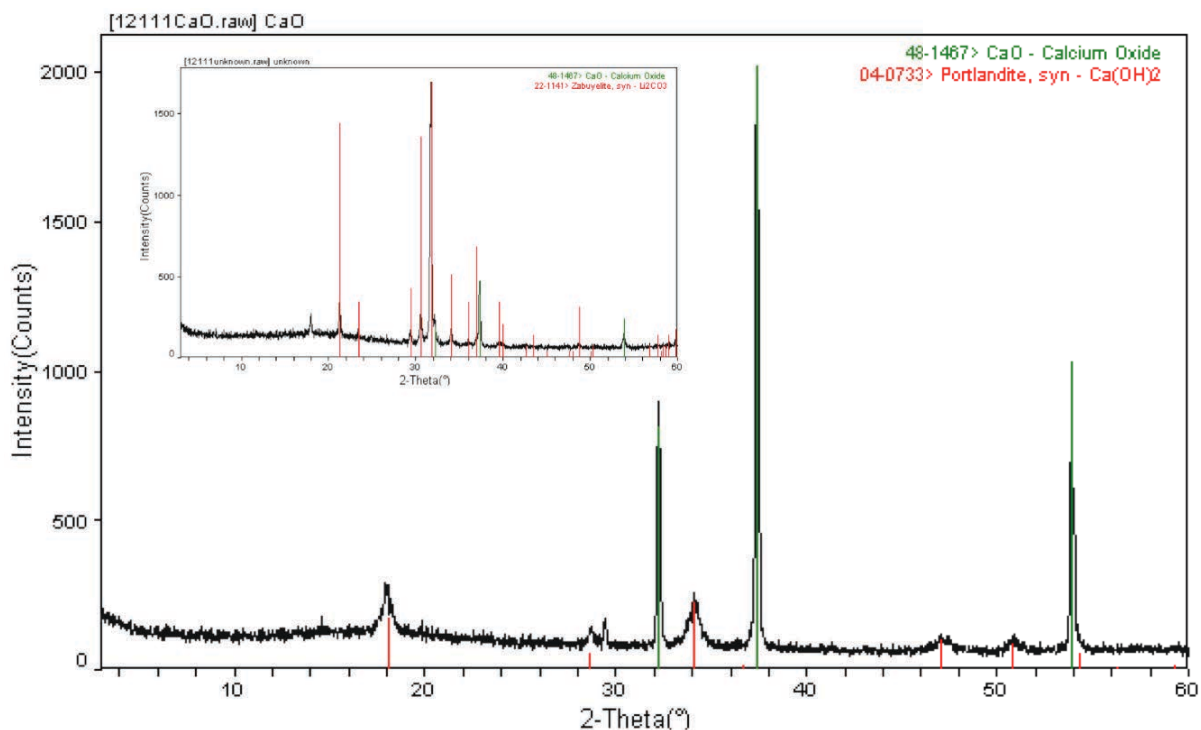 [12111CaO.raw] CaO
48-1467> CaO - Calcium Oxide
04-0733> Portlandite, syn - Ca(OH)2
[12111unknown.raw] unknown
48-1467> CaO - Calcium Oxide
22-1141> Zabuyelite, syn - Li2CO3
Intensity(Counts)
1500
1000
500
0
10 20 30 40 50 60
2-Theta(°)
Intensity(Counts)
2000
1500
1000
500
0
10 20 30 40 50 60
2-Theta(°)